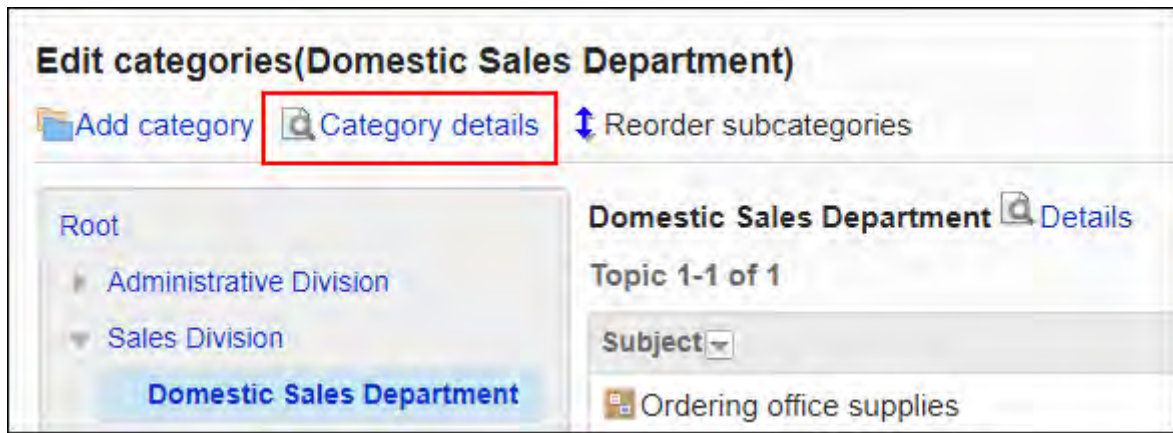 Edit categories(Domestic Sales Department)
Add category Category details Reorder subcategories
Root
Administrative Division
Sales Division
Domestic Sales Department
Domestic Sales Department Details
Topic 1-1 of 1
Subject
Ordering office supplies